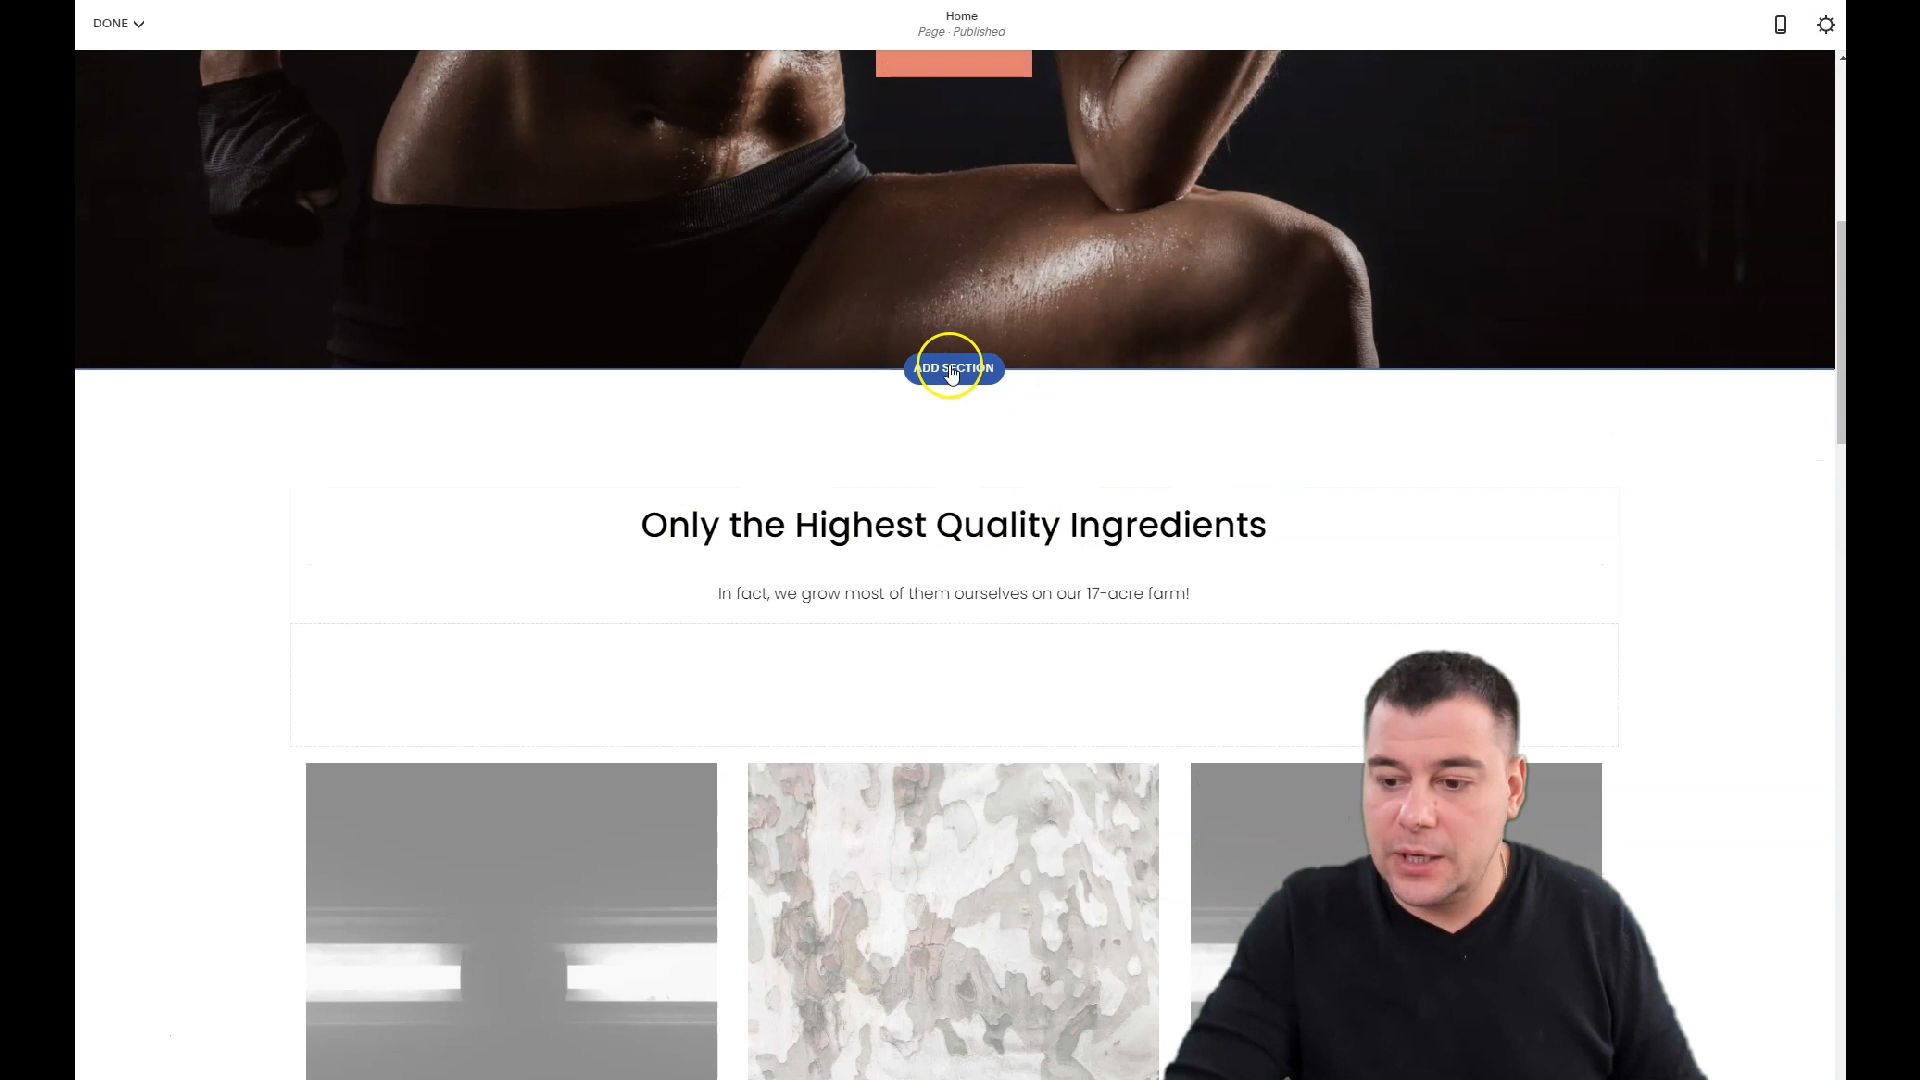 DONE
Home
Page · Published
ADD SECTION
Only the Highest Quality Ingredients
In fact, we grow most of them ourselves on our 17-acre farm!